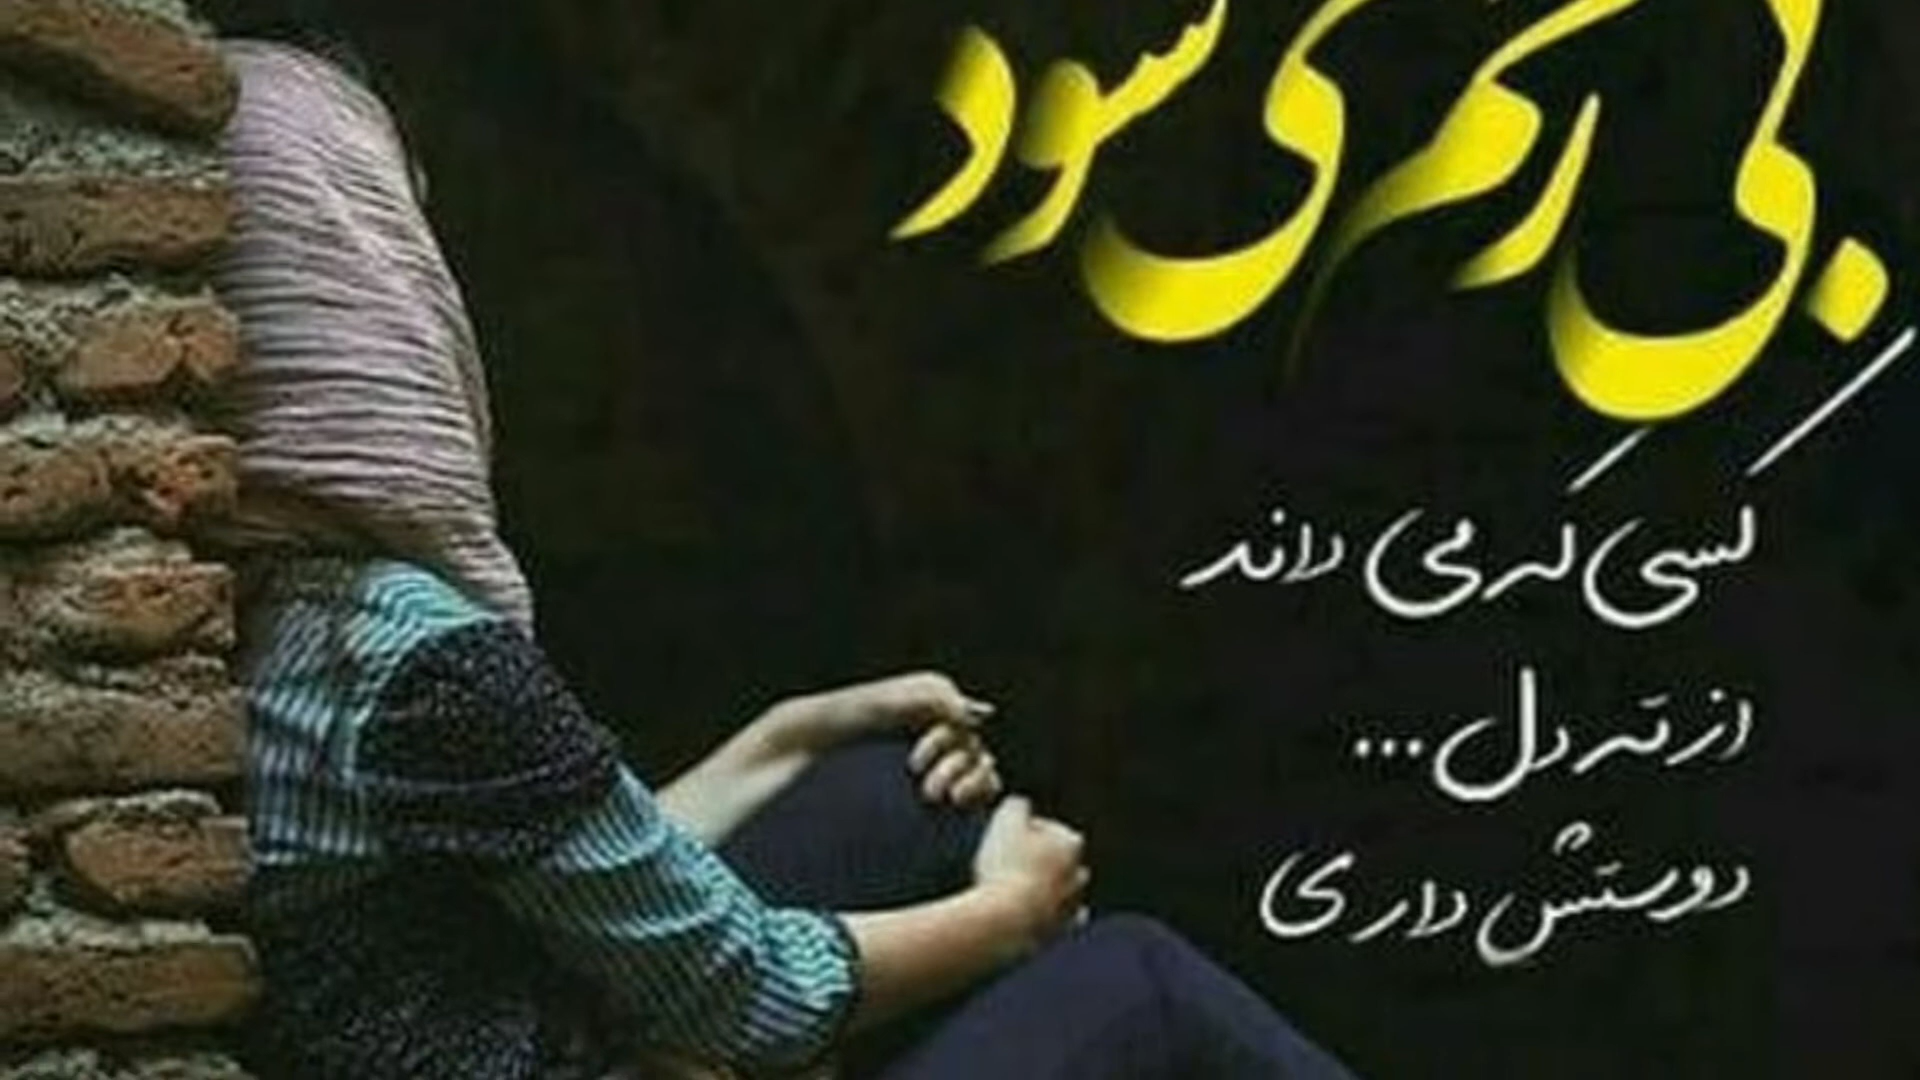 بی رحم می شود
کسی که می داند
از ته دل...
دوستش داری